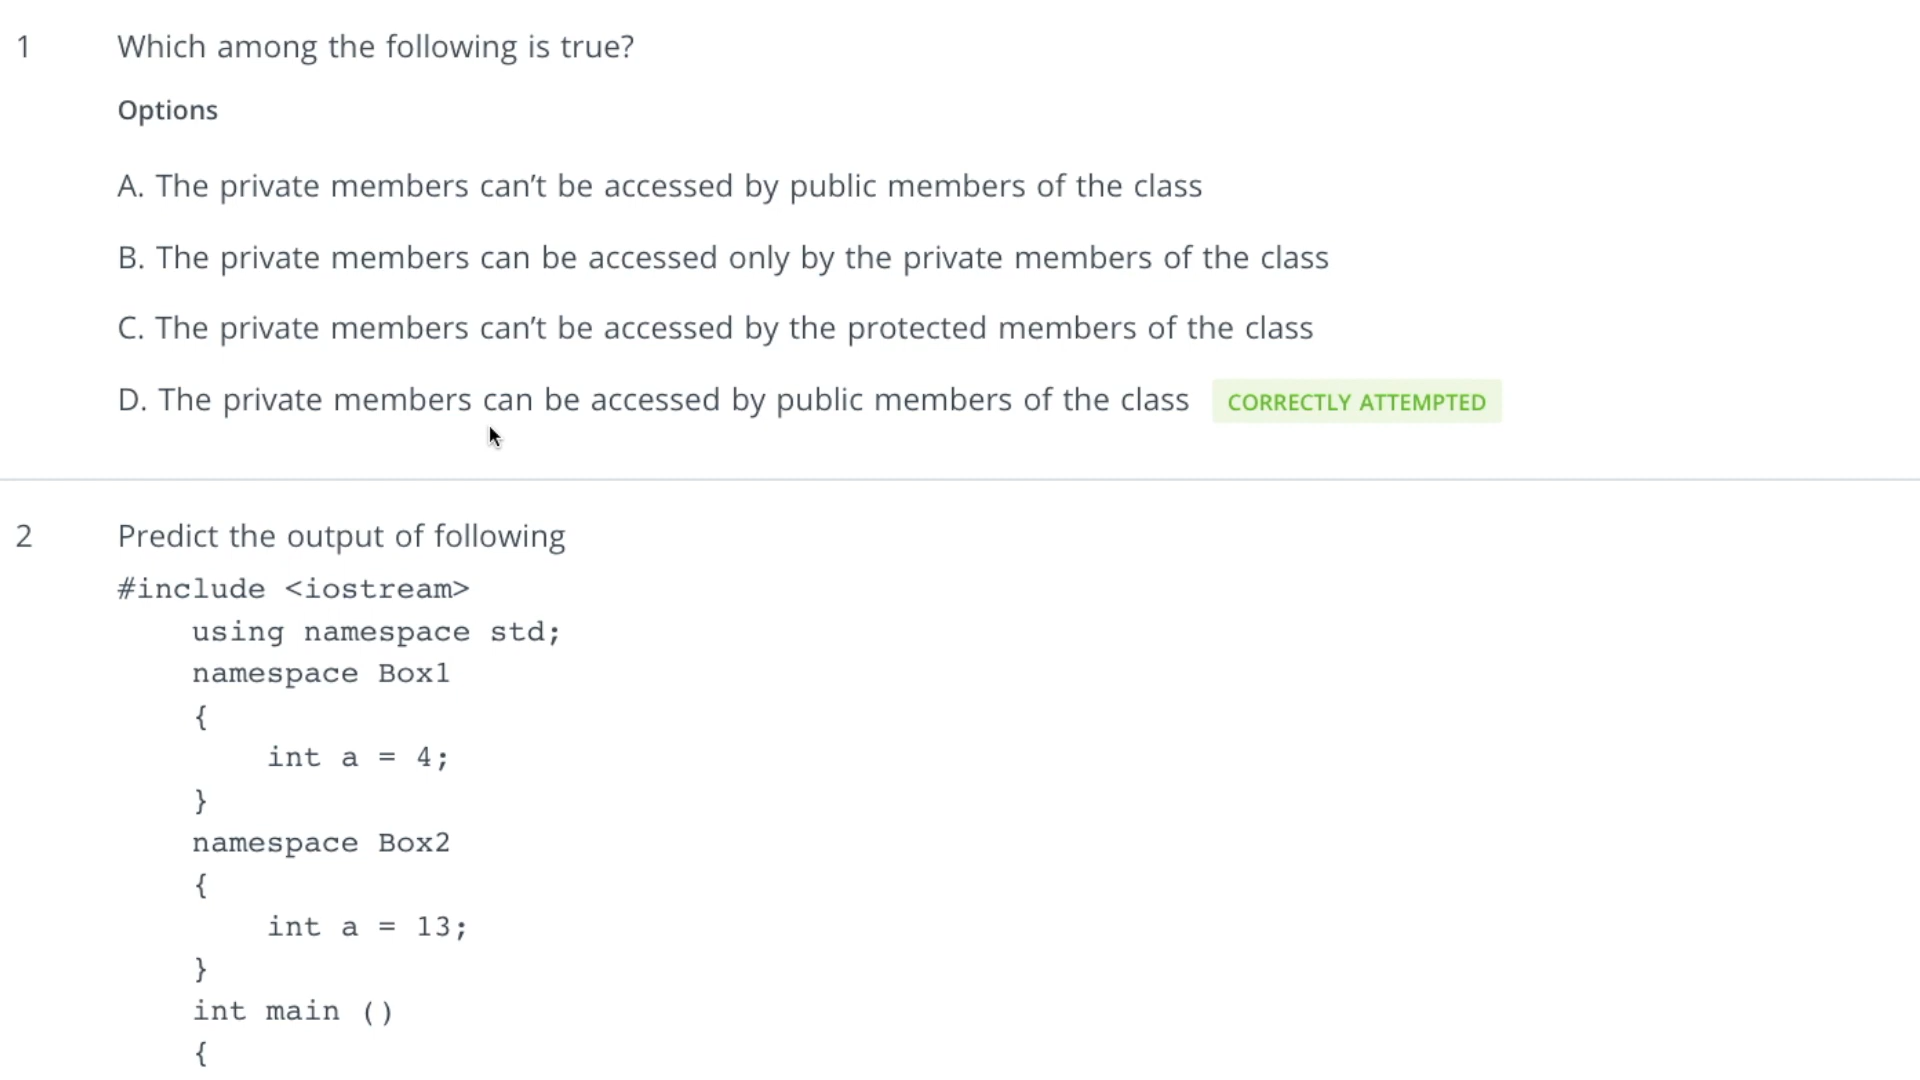 1 Which among the following is true?
Options
A. The private members can’t be accessed by public members of the class
B. The private members can be accessed only by the private members of the class
C. The private members can’t be accessed by the protected members of the class
D. The private members can be accessed by public members of the class CORRECTLY ATTEMPTED
2 Predict the output of following
#include <iostream>
using namespace std;
namespace Box1
{
int a = 4;
}
namespace Box2
{
int a = 13;
}
int main ()
{